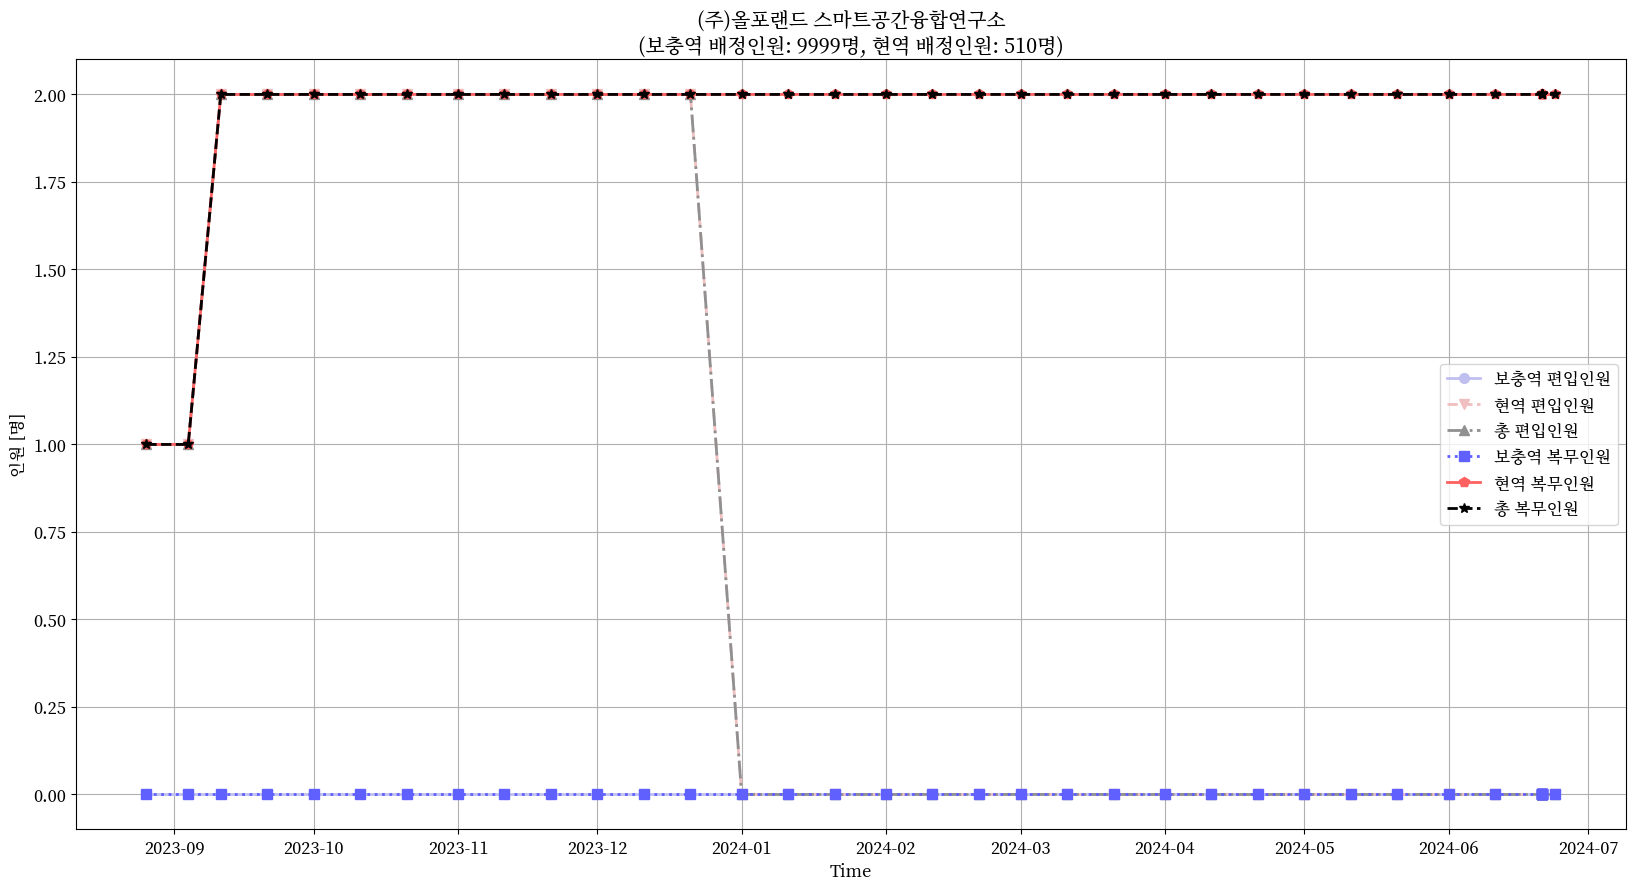 (주)올포랜드 스마트공간융합연구소
(보충역 배정인원: 9999명, 현역 배정인원: 510명)
2.00
1.75
1.50
1.25
1.00
0.75
0.50
0.25
0.00
인원 [명]
보충역 편입인원
현역 편입인원
총 편입인원
보충역 복무인원
현역 복무인원
총 복무인원
2023-09
2023-10
2023-11
2023-12
2024-01
2024-02
2024-03
2024-04
2024-05
2024-06
2024-07
Time